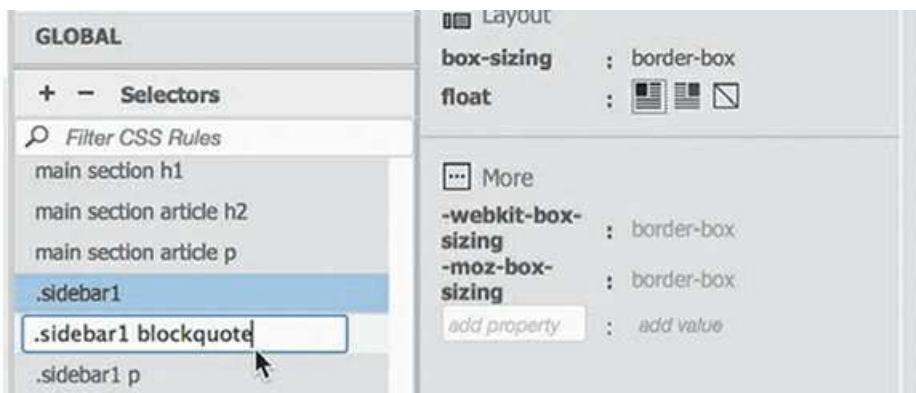 GLOBAL
+ - Selectors
Filter CSS Rules
main section h1
main section article h2
main section article p
.sidebar1
.sidebar1 blockquote
.sidebar1 p
Layout
box-sizing : border-box
float :
More
-webkit-box-
sizing : border-box
-moz-box-
sizing : border-box
add property : add value